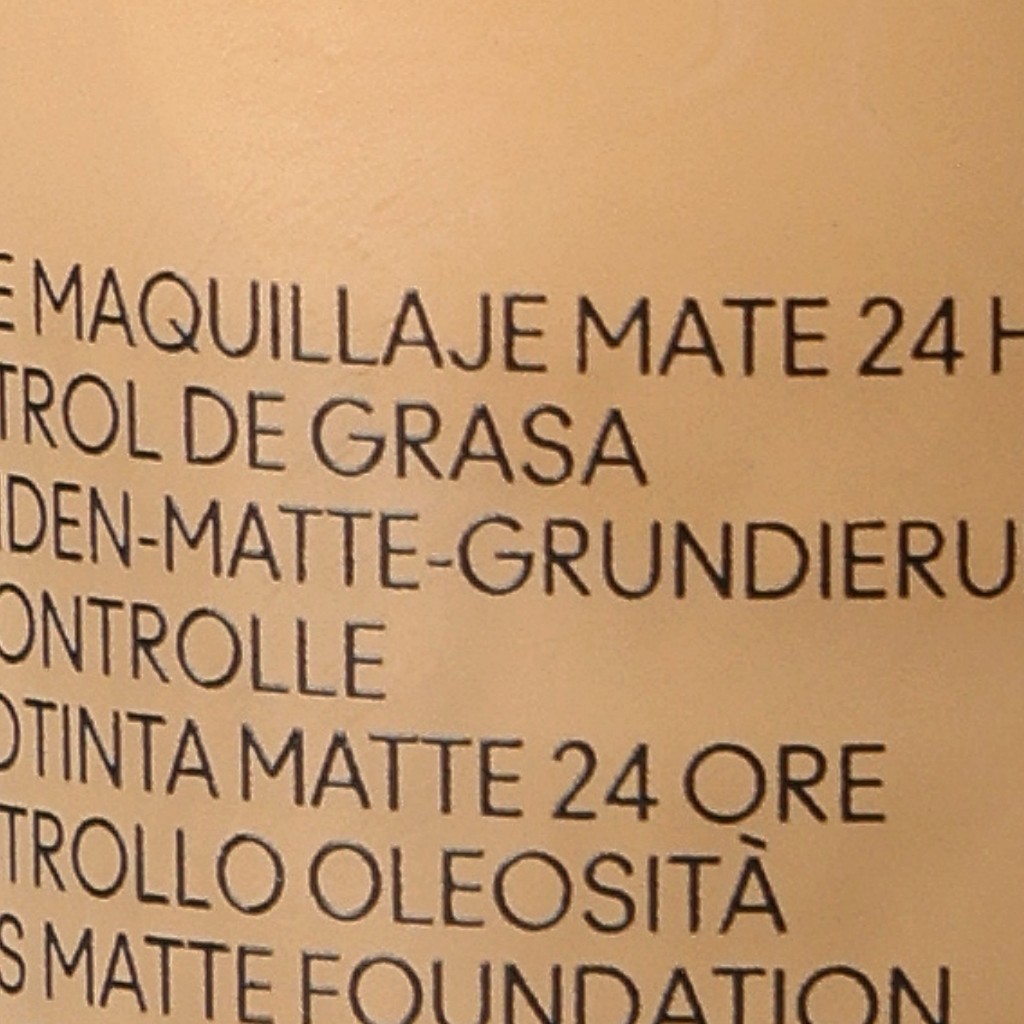 E MAQUILLAJE MATE 24 H
TROL DE GRASA
DEN-MATTE-GRUNDIERU
ONTROLLE
OTINTA MATTE 24 ORE
TROLLO OLEOSITÀ
S MATTE FOUNDATION